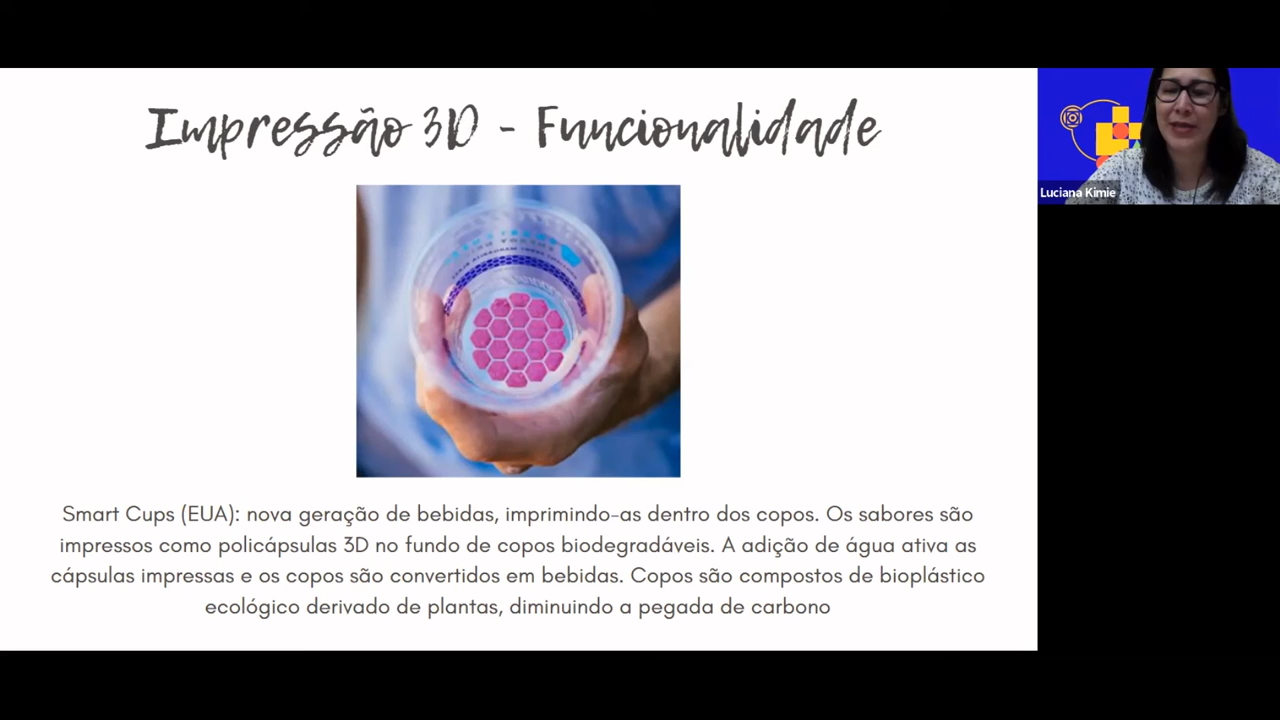 Impressão 3D - Funcionalidade
Luciana Kimie
Smart Cups (EUA): nova geração de bebidas, imprimindo-as dentro dos copos. Os sabores são
impressos como policápsulas 3D no fundo de copos biodegradáveis. A adição de água ativa as
cápsulas impressas e os copos são convertidos em bebidas. Copos são compostos de bioplástico
ecológico derivado de plantas, diminuindo a pegada de carbono